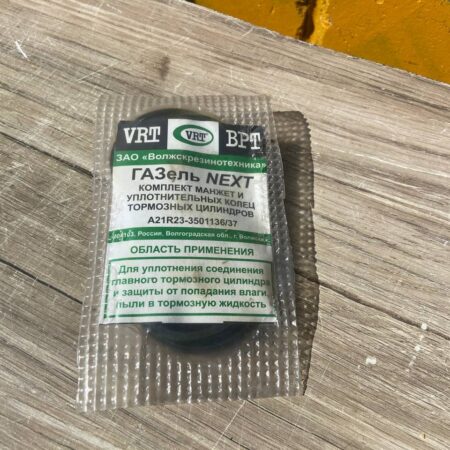 VRT VRT BPT
ЗАО «Волжскрезинотехника»
ГАЗель NEXT
КОМПЛЕКТ МАНЖЕТ И
УПЛОТНИТЕЛЬНЫХ КОЛЕЦ
ТОРМОЗНЫХ ЦИЛИНДРОВ
A21R23-3501136/37
Россия, Волгоградская обл., г. Волжский
ОБЛАСТЬ ПРИМЕНЕНИЯ
Для уплотнения соединения
главного тормозного цилиндра
и защиты от попадания влаги
пыли в тормозную жидкость